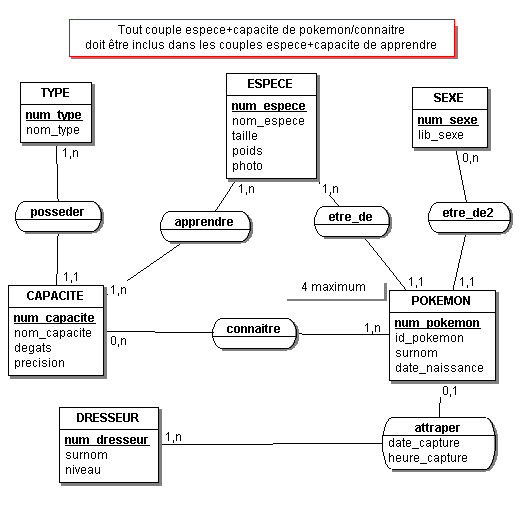 Tout couple espece+capacite de pokemon/connaitre
doit être inclus dans les couples espece+capacite de apprendre
TYPE
num_type
nom_type
1,n
ESPECE
num_espece
nom_espece
taille
poids
photo
1,n
1,n
SEXE
num_sexe
lib_sexe
0,n
posseder
apprendre
etre_de
etre_de2
1,1
1,n
1,1
1,1
CAPACITE
num_capacite
nom_capacite
degats
precision
0,n
connaitre
4 maximum
1,n
POKEMON
num_pokemon
id_pokemon
surnom
date_naissance
0,1
DRESSEUR
num_dresseur
surnom
niveau
1,n
attraper
date_capture
heure_capture